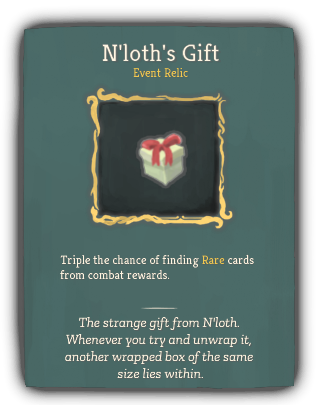 N'loth's Gift
Event Relic
Triple the chance of finding Rare cards
from combat rewards.
The strange gift from N'loth.
Whenever you try and unwrap it,
another wrapped box of the same
size lies within.